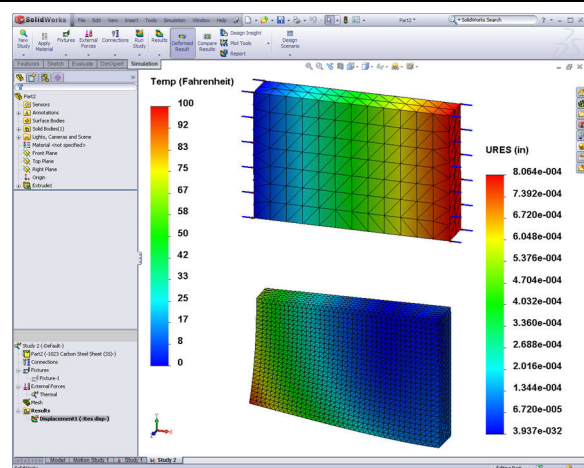 SolidWorks File Edit View Insert Tools Simulation Window Help Part2 * SolidWorks Search
New Study Apply Material Fixtures External Forces Connections Run Study Results Deformed Result Compare Results Design Insight Plot Tools Report Design Scenario
Features Sketch Evaluate DimXpert Simulation
Part2
Sensors
Annotations
Surface Bodies
Solid Bodies(1)
Lights, Cameras and Scene
Material <not specified>
Front Plane
Top Plane
Right Plane
Origin
Extrude1
Temp (Fahrenheit)
100
92
83
75
67
58
50
42
33
25
17
8
0
URES (in)
8.064e-004
7.392e-004
6.720e-004
6.048e-004
5.376e-004
4.704e-004
4.032e-004
3.360e-004
2.688e-004
2.016e-004
1.344e-004
6.720e-005
3.937e-032
Study 2 (-Default-)
Part2 (-1023 Carbon Steel Sheet (SS)-)
Connections
Fixtures
Fixture-1
External Forces
Thermal
Mesh
Results
Displacement1 (-Res disp-)
Model Motion Study 1 Study 1 Study 2